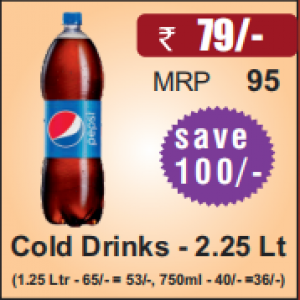 ₹ 79/-
MRP 95
pepsi
save
100/-
Cold Drinks - 2.25 Lt
(1.25 Ltr - 65/- = 53/-, 750ml - 40/- =36/-)